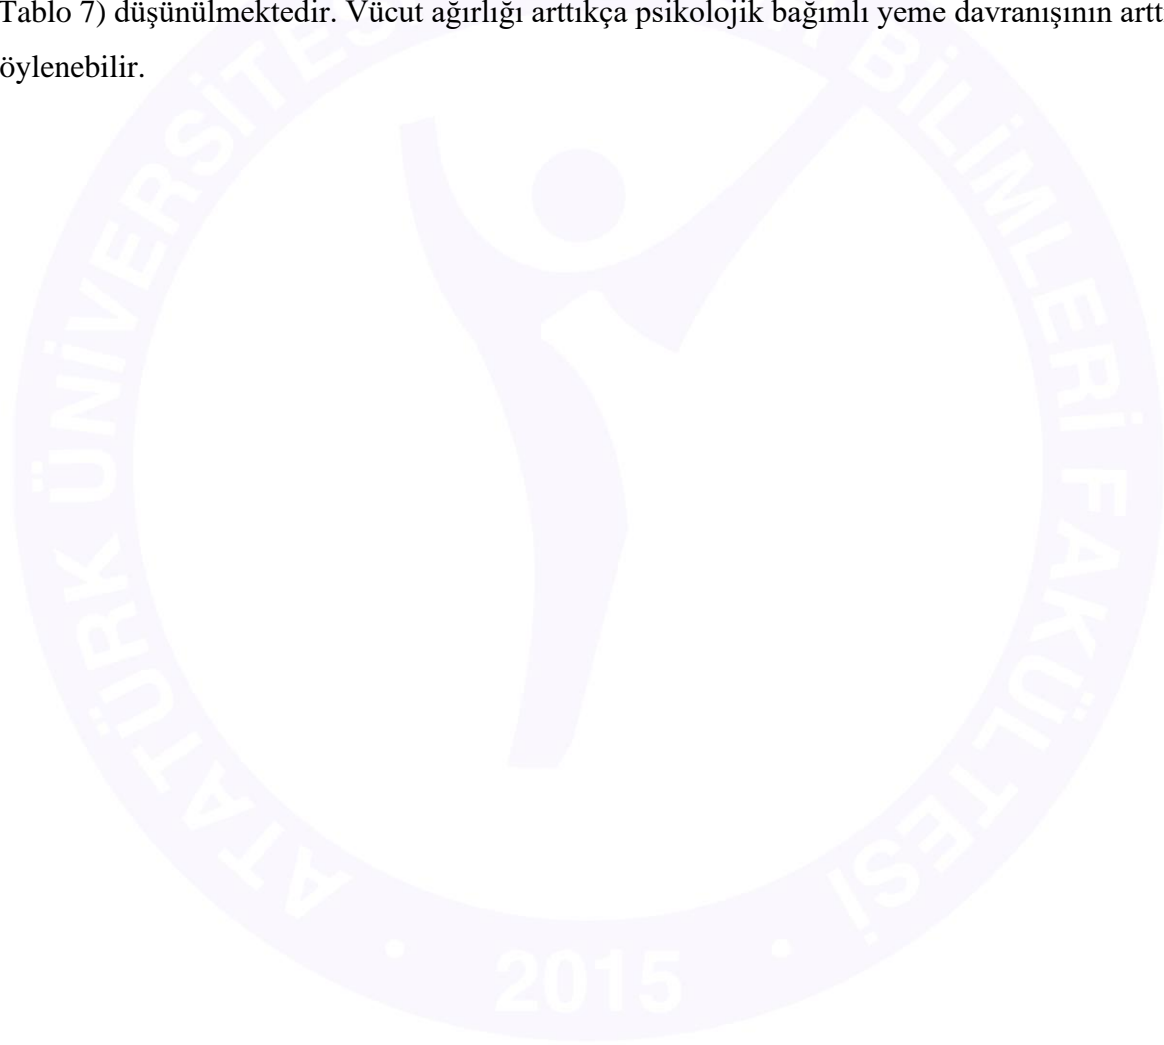 Tablo 7) düşünülmektedir. Vücut ağırlığı arttıkça psikolojik bağımlı yeme davranışının artt
öylenebilir.
ATATÜRK ÜNİVERSİTES
BİLİMLERİ FAKÜLTESİ
2015